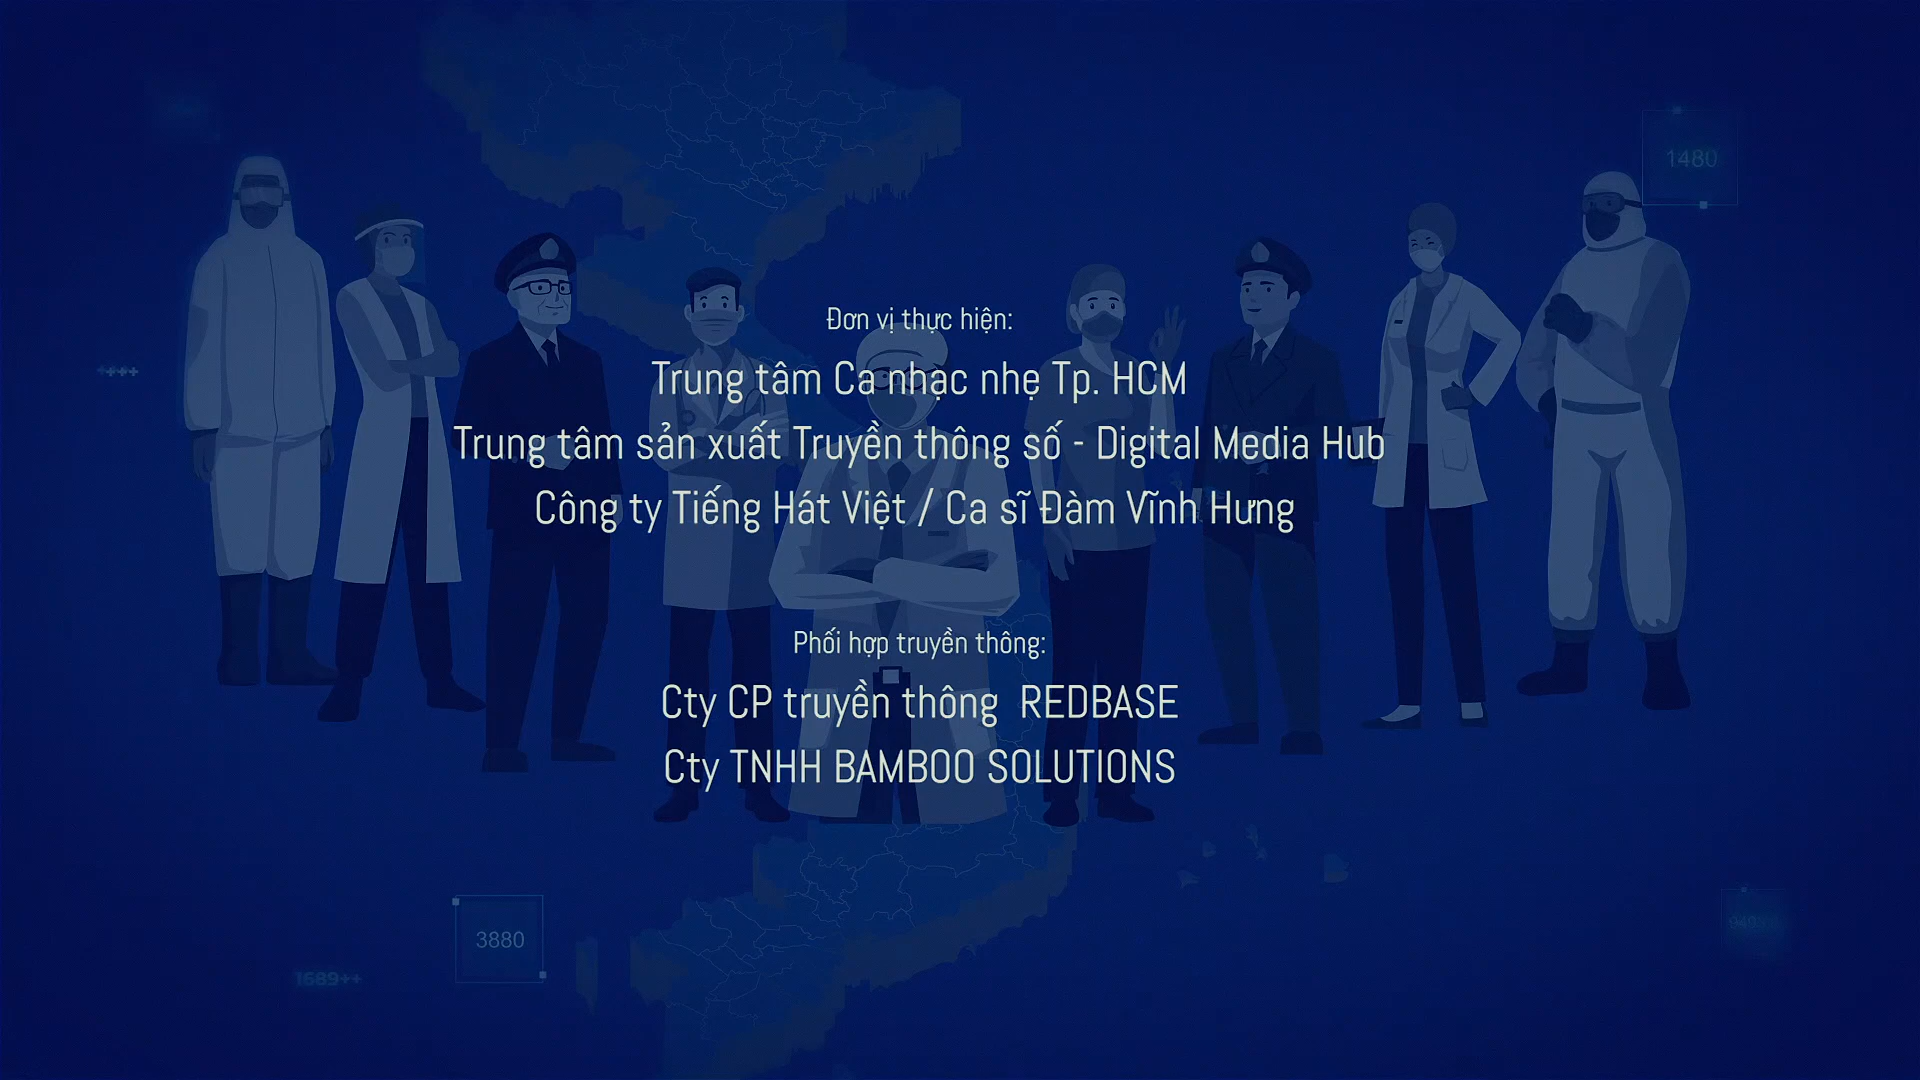 1480
Đơn vị thực hiện:
Trung tâm Ca nhạc nhẹ Tp. HCM
Trung tâm sản xuất Truyền thông số - Digital Media Hub
Công ty Tiếng Hát Việt / Ca sĩ Đàm Vĩnh Hưng
Phối hợp truyền thông:
Cty CP truyền thông REDBASE
Cty TNHH BAMBOO SOLUTIONS
3880
1689++